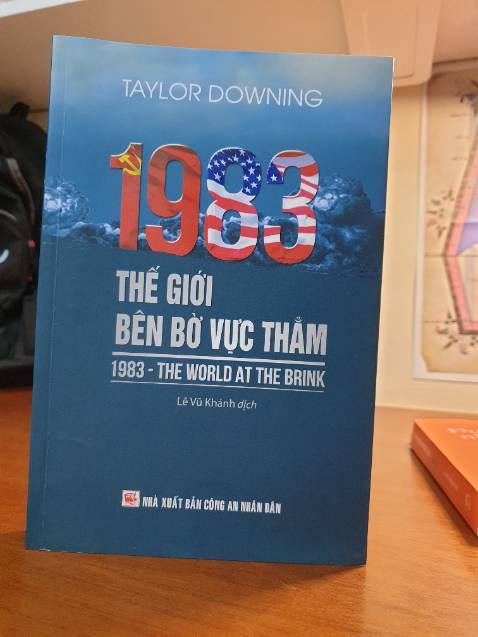 TAYLOR DOWNING
1983
THẾ GIỚI
BÊN BỜ VỰC THẲM
1983 - THE WORLD AT THE BRINK
Lê Vũ Khánh dịch
NHÀ XUẤT BẢN CÔNG AN NHÂN DÂN